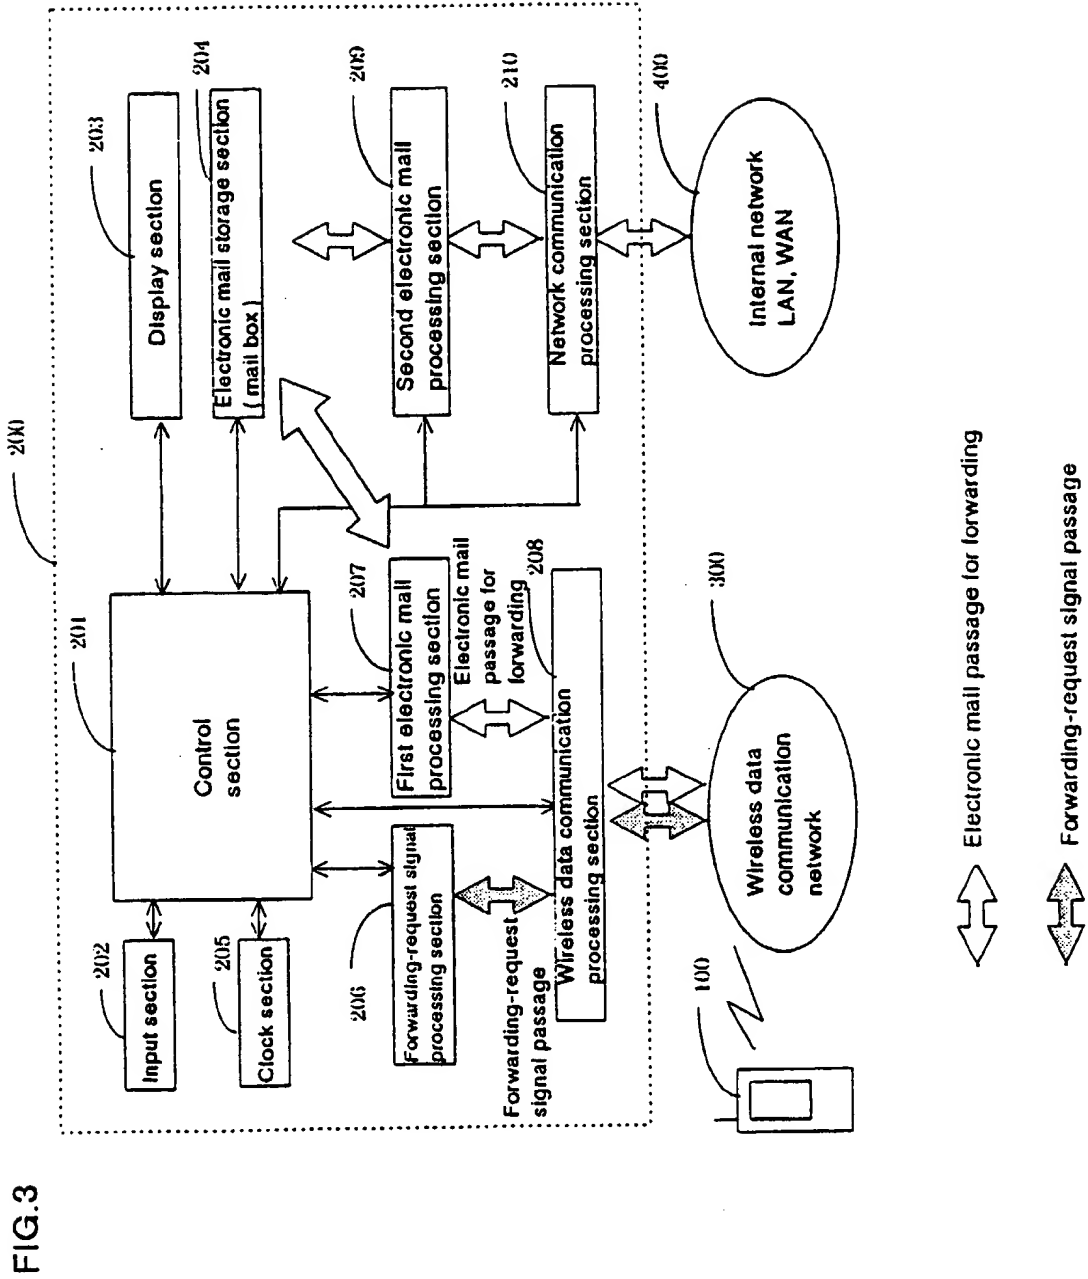 FIG.3
200
201
Control
section
202
Input section
205
Clock section
203
Display section
204
Electronic mail storage section
( mail box )
206
Forwarding-request signal
processing section
207
First electronic mail
processing section
209
Second electronic mail
processing section
Electronic mail
passage for
forwarding
Forwarding-request
signal passage
208
Wireless data communication
processing section
210
Network communication
processing section
100
300
Wireless data
communication
network
400
Internal network
LAN, WAN
Electronic mail passage for forwarding
Forwarding-request signal passage